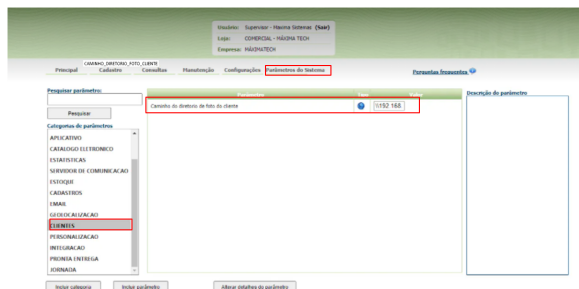 Usuário: Supervisor - Máxima Sistemas (Sair)
Loja: COMERCIAL - MÁXIMA TECH
Empresa: MÁXIMATECH
CAMINHO_DIRETORIO_FOTO_CLIENTE
Principal Cadastro Consultas Manutenção Configurações Parâmetros do Sistema Perguntas frequentes
Pesquisar parâmetro: Parâmetro Valor Descrição do parâmetro
Caminho do diretorio de foto do cliente \\192 168
Pesquisar
Categorias de parâmetros
APLICATIVO
CATALOGO ELETRONICO
ESTATISTICAS
SERVIDOR DE COMUNICACAO
ESTOQUE
CADASTROS
EMAIL
GEOLOCALIZACAO
CLIENTES
PERSONALIZACAO
INTEGRACAO
PRONTA ENTREGA
JORNADA
Incluir categoria Incluir parâmetro Alterar detalhes do parâmetro